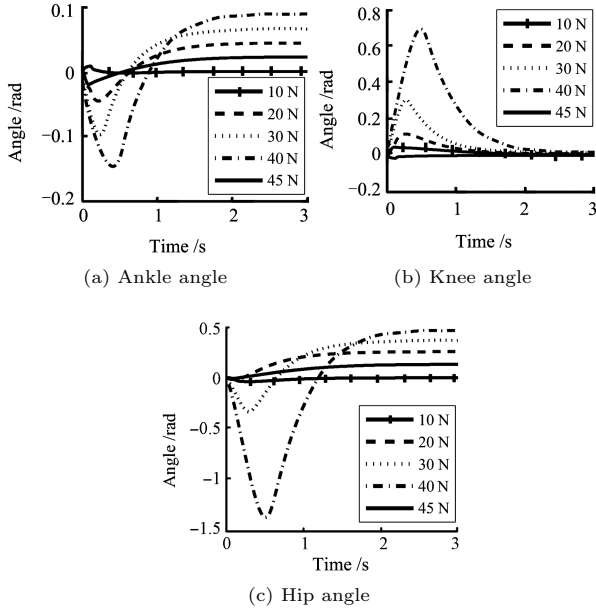 0.1
0
−0.1
−0.2
Angle /rad
10 N
20 N
30 N
40 N
45 N
0
1
2
3
Time /s
(a) Ankle angle
0.8
0.6
0.4
0.2
0
−0.2
Angle /rad
10 N
20 N
30 N
40 N
45 N
0
1
2
3
Time /s
(b) Knee angle
0.5
0
−0.5
−1
−1.5
Angle /rad
10 N
20 N
30 N
40 N
45 N
0
1
2
3
Time /s
(c) Hip angle